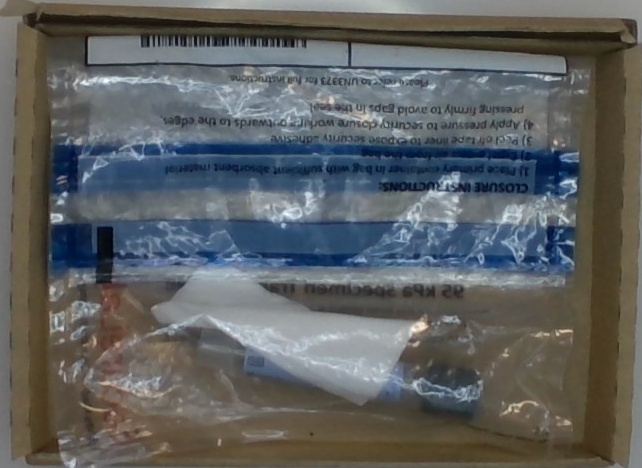 CLOSURE INSTRUCTIONS:
1) Place primary container in bag with sufficient absorbent material
3) Peel off tape liner to expose security adhesive
4) Apply pressure to security closure working outwards to the edges,
pressing firmly to avoid gaps in the seal
Please refer to UN3373 for full instructions
95 kPa specimen